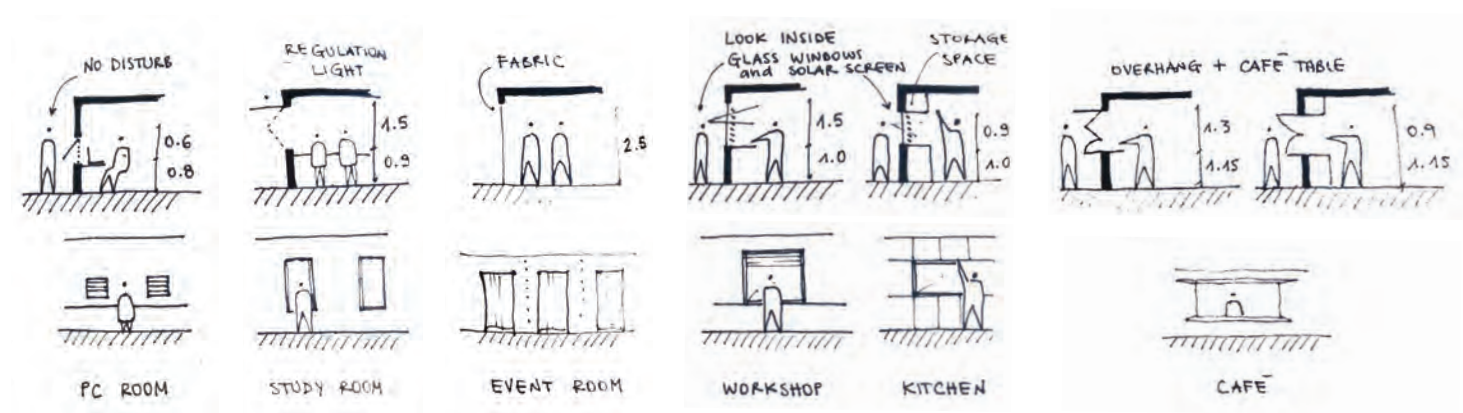 NO DISTURB
0.6
0.8
PC ROOM
REGULATION
LIGHT
1.5
0.9
STUDY ROOM
FABRIC
2.5
EVENT ROOM
LOOK INSIDE
GLASS WINDOWS
and SOLAR SCREEN
1.5
1.0
WORKSHOP
STORAGE
SPACE
0.9
1.0
KITCHEN
OVERHANG + CAFĒ TABLE
1.3
1.15
0.9
1.15
CAFĒ